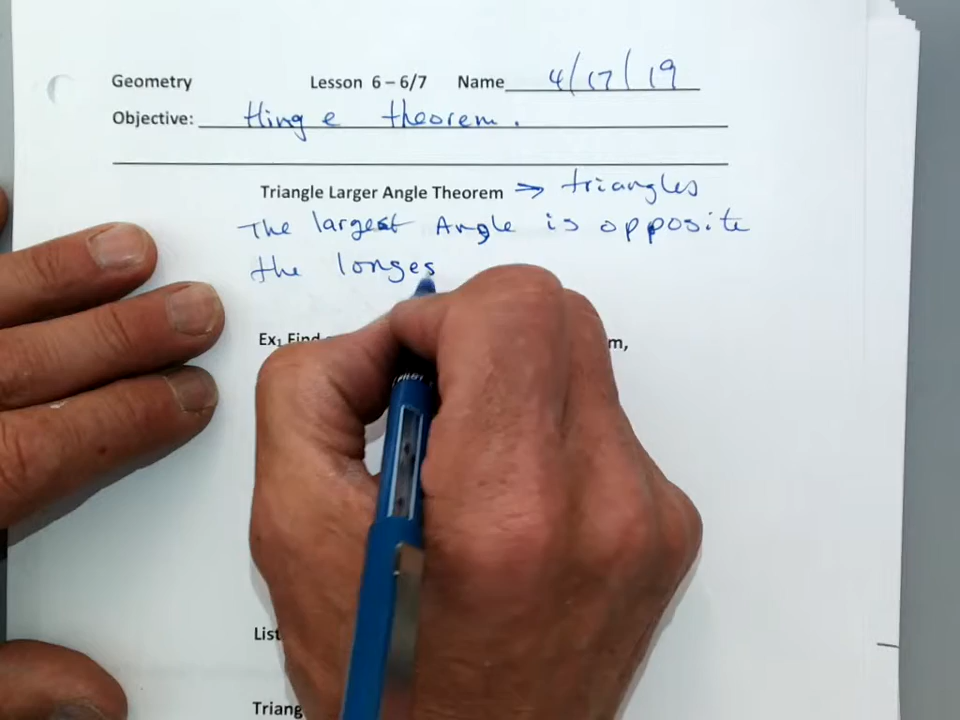 Geometry Lesson 6 – 6/7 Name 4/17/19
Objective: Hinge theorem.
Triangle Larger Angle Theorem → triangles
The largest Angle is opposite
the longes
Ex₁ Find m,
List
Triang
PILOT